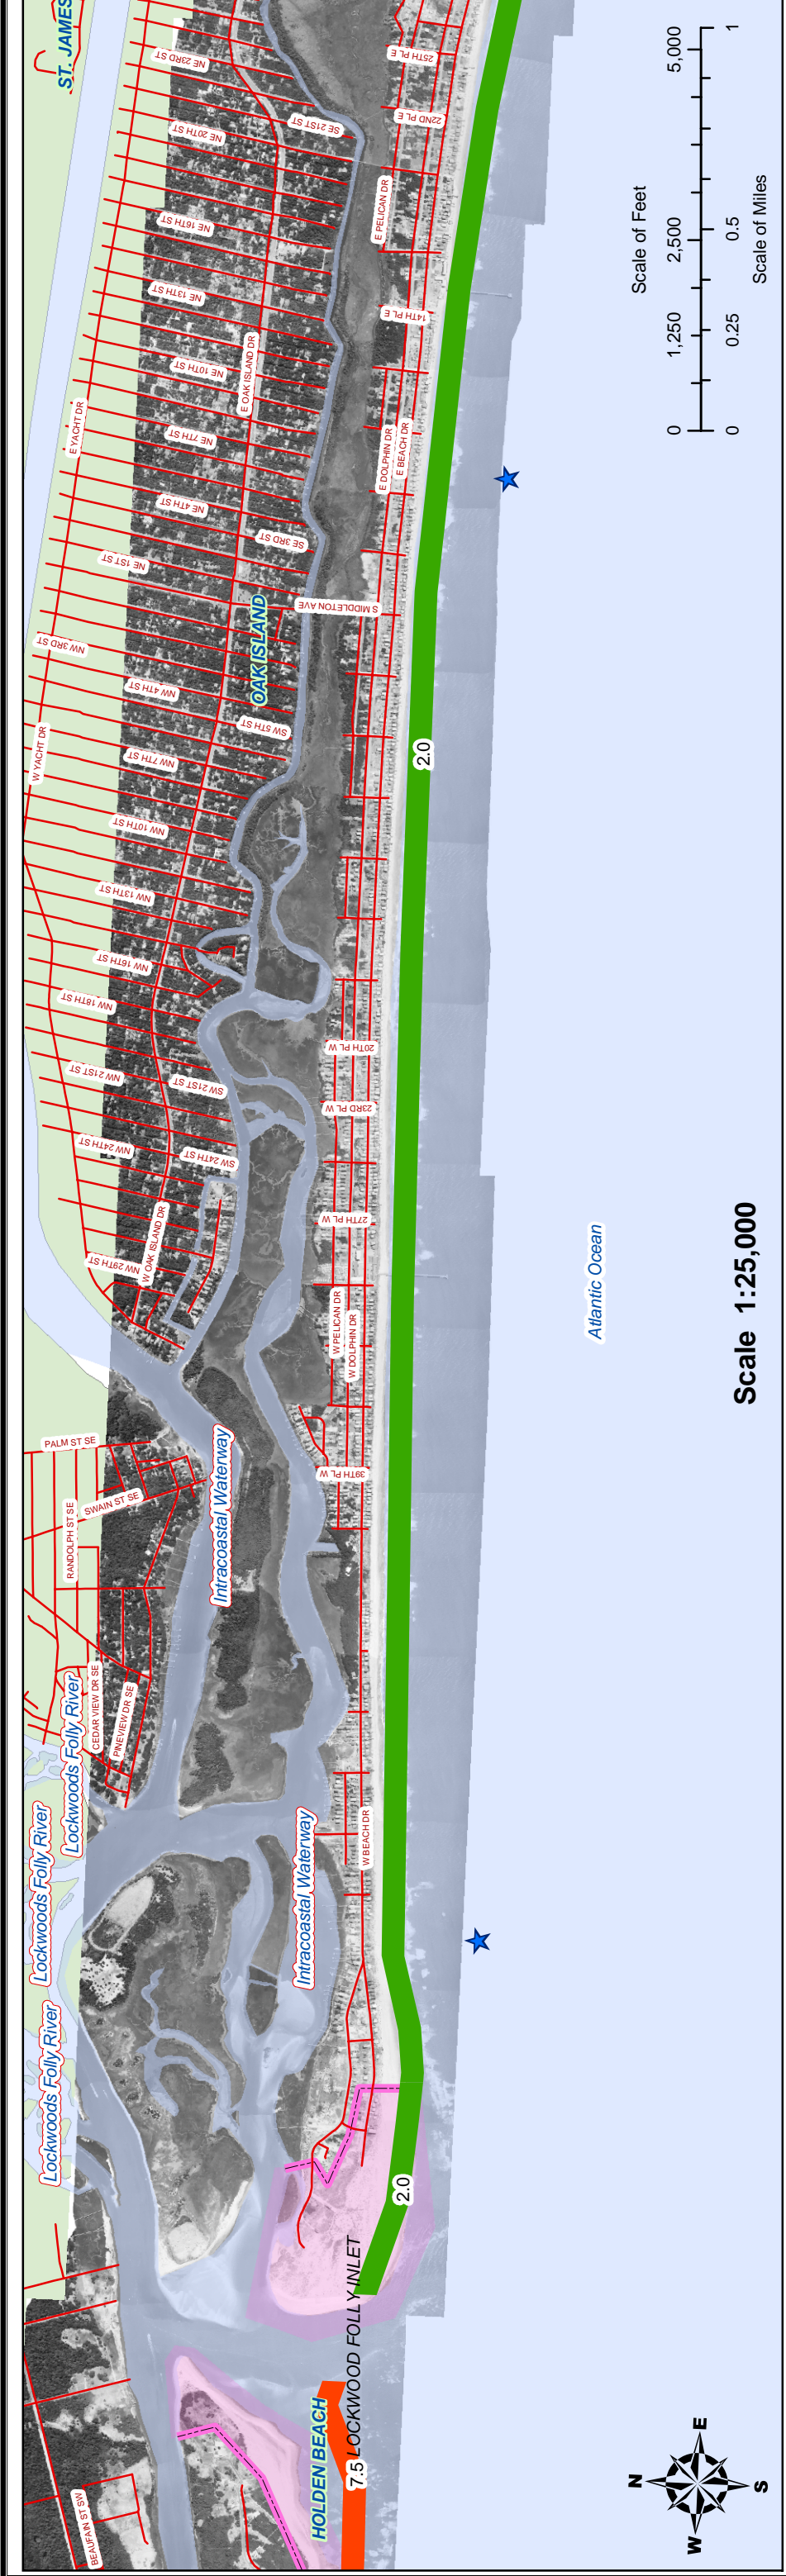 ST. JAMES
NE 23RD ST
NE 20TH ST
SE 21ST ST
25TH PL E
22ND PL E
NE 16TH ST
E PELICAN DR
NE 13TH ST
14TH PL E
NE 10TH ST
E OAK ISLAND DR
E YACHT DR
NE 7TH ST
E DOLPHIN DR
E BEACH DR
NE 4TH ST
SE 3RD ST
NE 1ST ST
S MIDDLETON AVE
OAK ISLAND
NW 3RD ST
NW 4TH ST
SW 5TH ST
W YACHT DR
NW 7TH ST
2.0
NW 10TH ST
NW 13TH ST
NW 16TH ST
NW 18TH ST
20TH PL W
NW 21ST ST
SW 21ST ST
23RD PL W
NW 24TH ST
SW 24TH ST
27TH PL W
W OAK ISLAND DR
NW 29TH ST
W PELICAN DR
W DOLPHIN DR
39TH PL W
PALM ST SE
SWAIN ST SE
RANDOLPH ST SE
Intracoastal Waterway
CEDAR VIEW DR SE
PINEVIEW DR SE
Lockwoods Folly River
Lockwoods Folly River
Lockwoods Folly River
Intracoastal Waterway
W BEACH DR
2.0
LOCKWOOD FOLLY INLET
HOLDEN BEACH
7.5
BEAUFAIN ST SW
Atlantic Ocean
Scale 1:25,000
Scale of Feet
0 1,250 2,500 5,000
0 0.25 0.5 1
Scale of Miles
N
W E
S